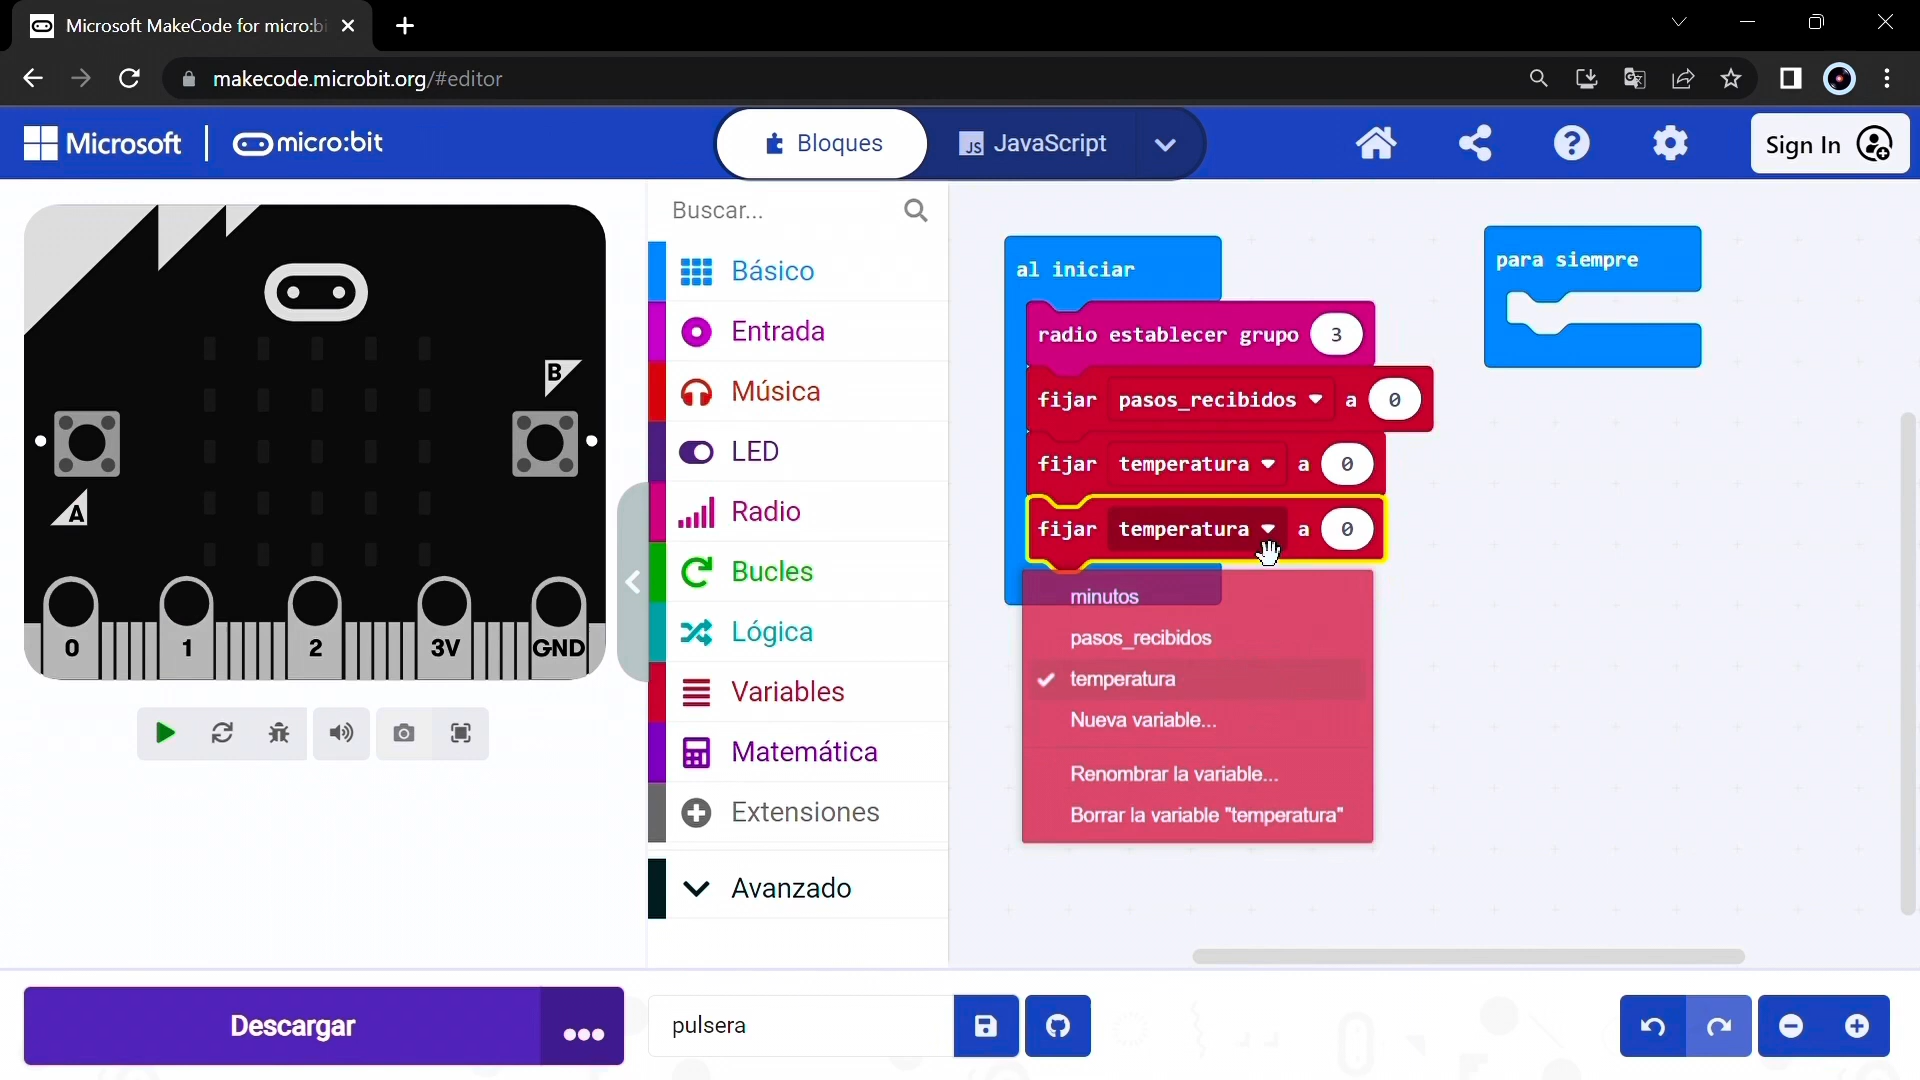 Microsoft MakeCode for micro:bi
makecode.microbit.org/#editor
Microsoft
micro:bit
Bloques
JS JavaScript
Sign In
Buscar...
Básico
Entrada
Música
LED
Radio
Bucles
Lógica
Variables
Matemática
Extensiones
Avanzado
A
B
0
1
2
3V
GND
al iniciar
radio establecer grupo 3
fijar pasos_recibidos a 0
fijar temperatura a 0
fijar temperatura a 0
minutos
pasos_recibidos
temperatura
Nueva variable...
Renombrar la variable...
Borrar la variable "temperatura"
para siempre
Descargar
pulsera